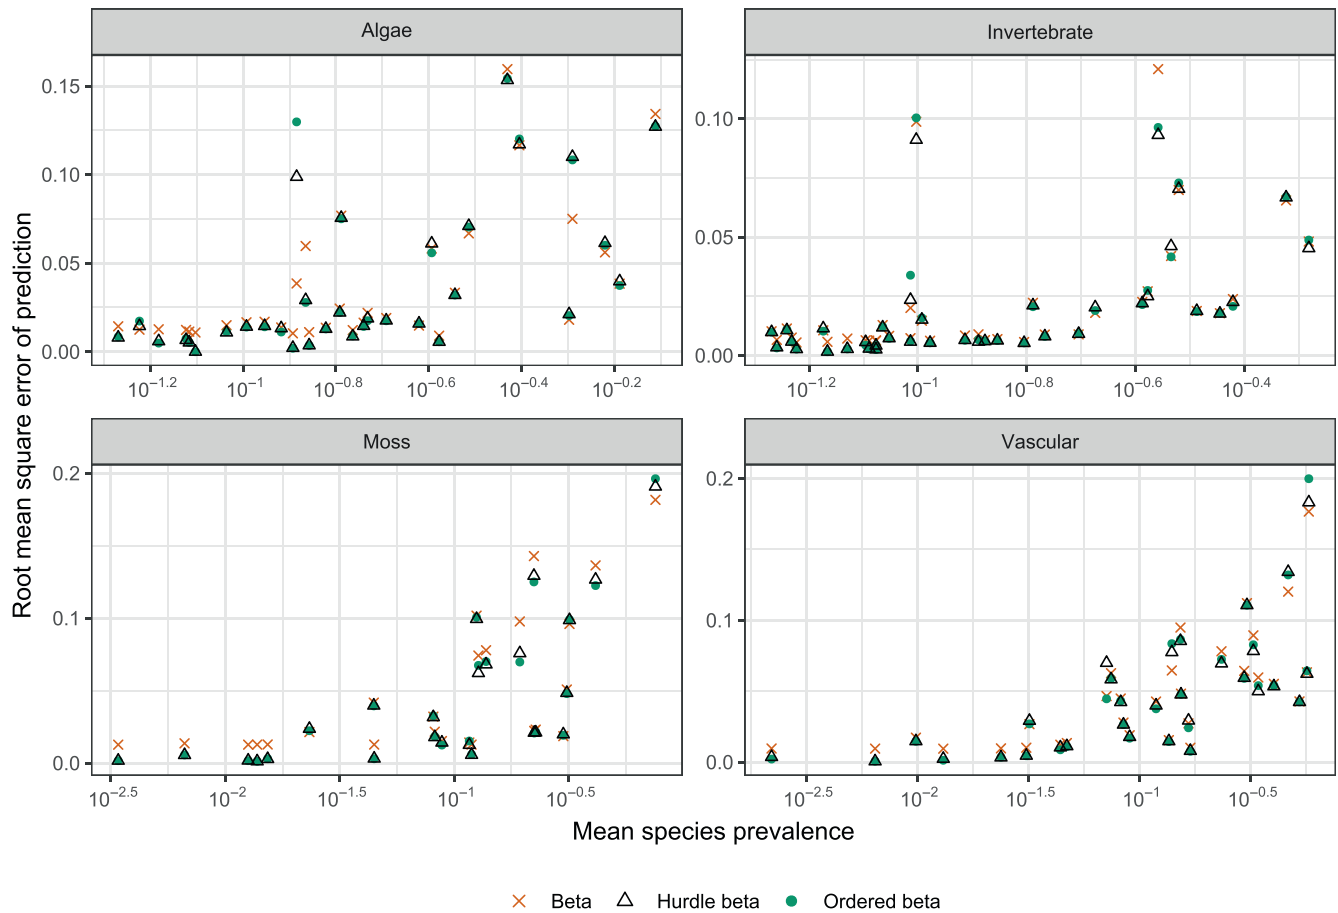 Algae
Invertebrate
0.15
0.10
0.05
0.00
0.10
0.05
0.00
10^−1.2 10^−1 10^−0.8 10^−0.6 10^−0.4 10^−0.2
10^−1.2 10^−1 10^−0.8 10^−0.6 10^−0.4
Root mean square error of prediction
Moss
Vascular
0.2
0.1
0.0
0.2
0.1
0.0
10^−2.5 10^−2 10^−1.5 10^−1 10^−0.5
10^−2.5 10^−2 10^−1.5 10^−1 10^−0.5
Mean species prevalence
Beta Hurdle beta Ordered beta